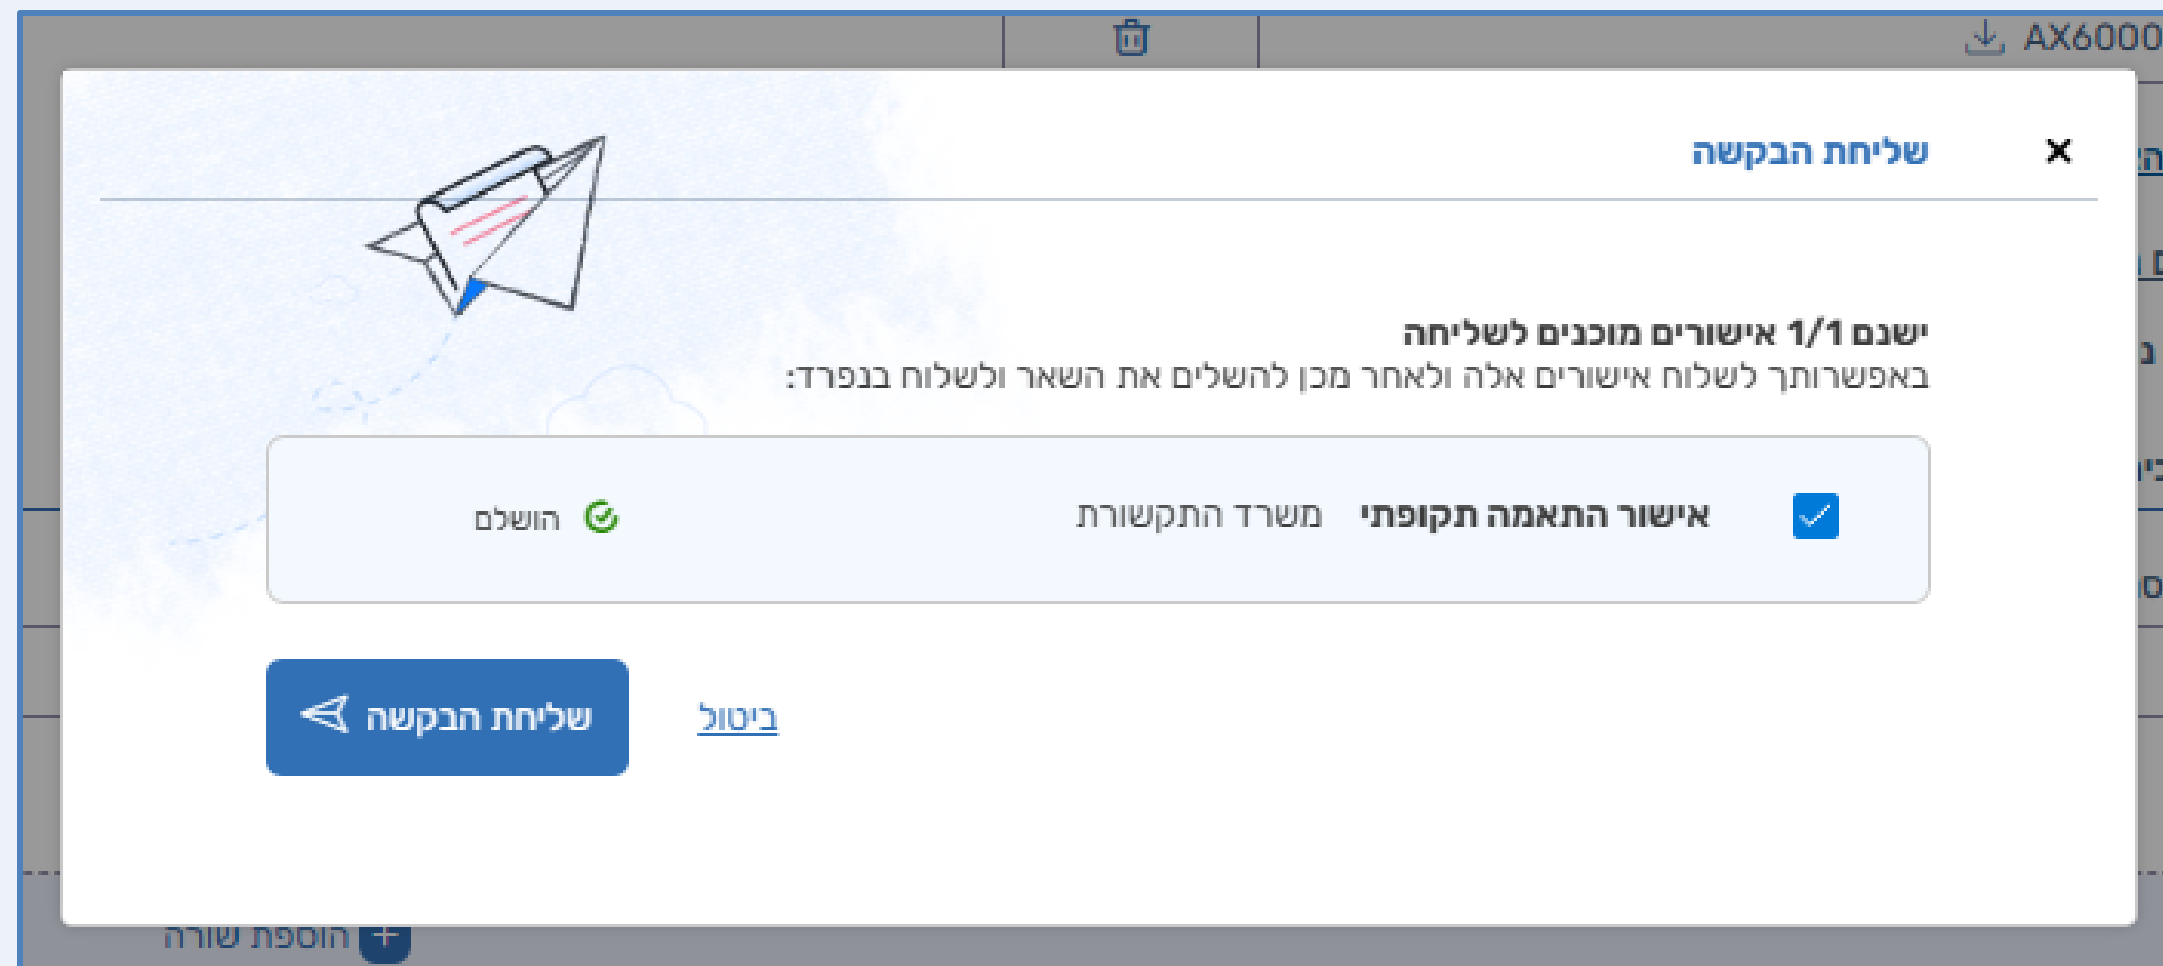 AX6000
שליחת הבקשה
ישנם 1/1 אישורים מוכנים לשליחה
באפשרותך לשלוח אישורים אלה ולאחר מכן להשלים את השאר ולשלוח בנפרד:
אישור התאמה תקופתי משרד התקשורת הושלם
ביטול שליחת הבקשה
הוספת שורה